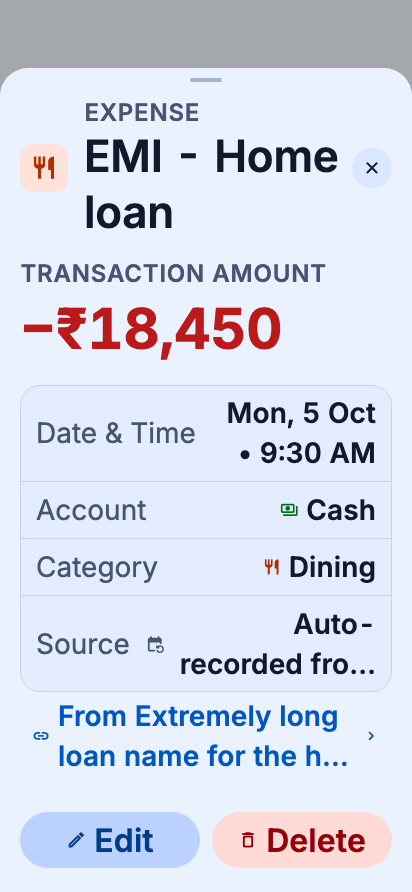 EXPENSE
EMI - Home
loan
TRANSACTION AMOUNT
−₹18,450
Date & Time
Mon, 5 Oct
• 9:30 AM
Account
Cash
Category
Dining
Source
Auto-
recorded fro...
From Extremely long
loan name for the h...
Edit
Delete